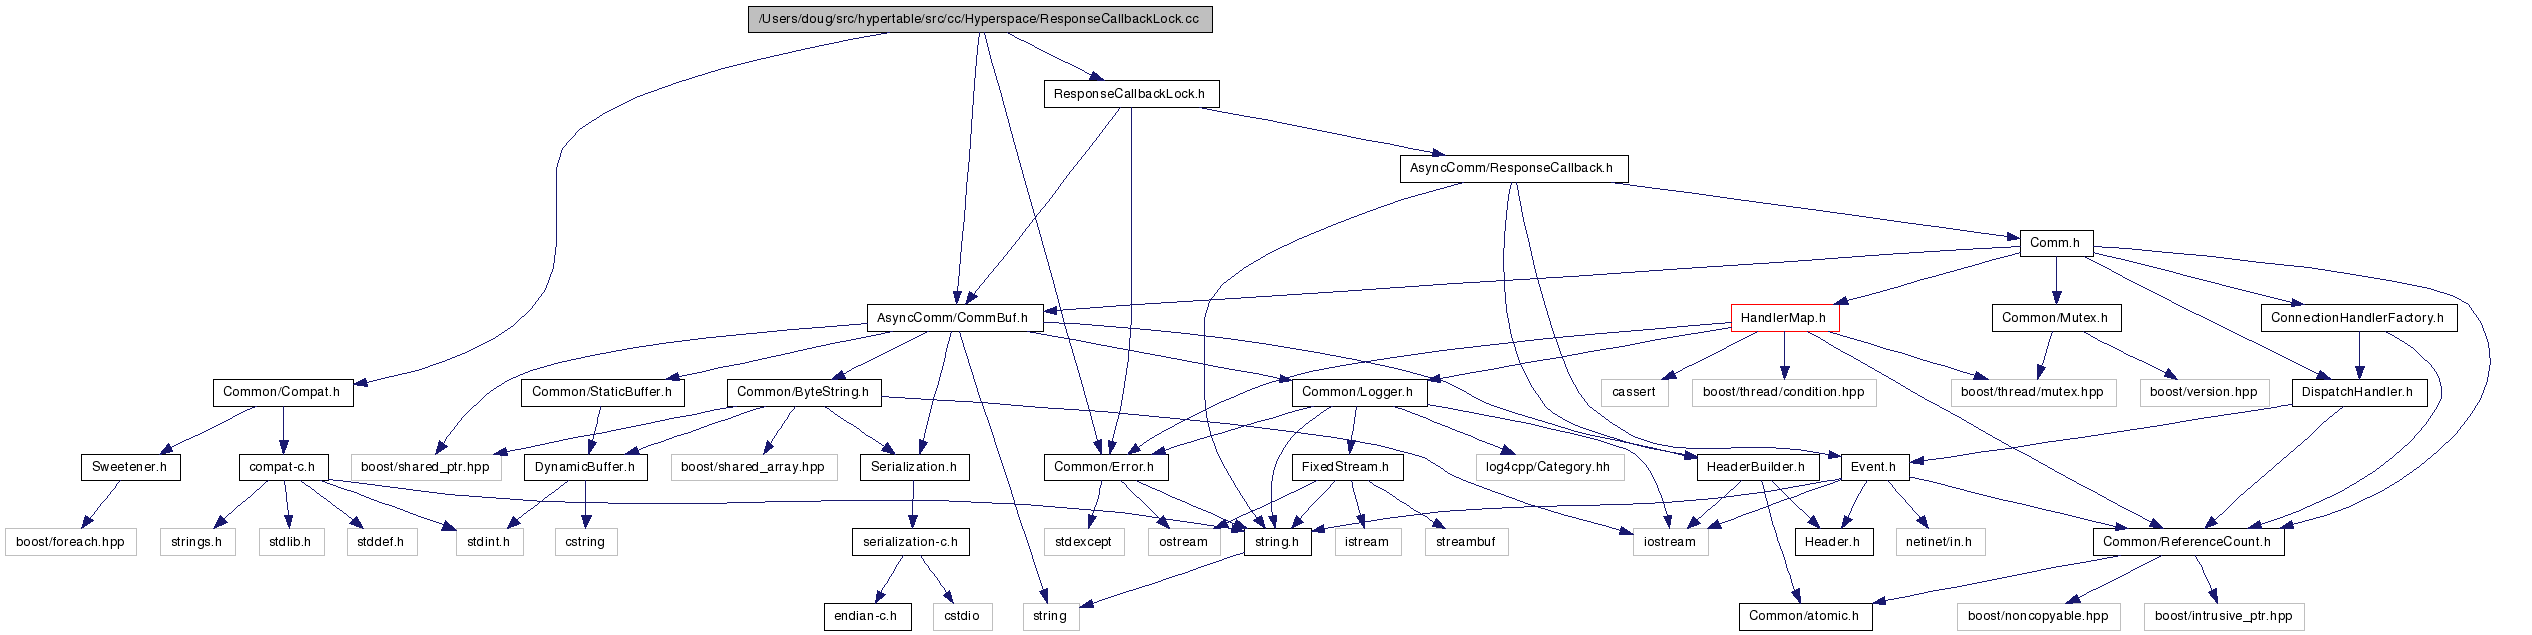 /Users/doug/src/hypertable/src/cc/Hyperspace/ResponseCallbackLock.cc
ResponseCallbackLock.h
AsyncComm/ResponseCallback.h
Comm.h
AsyncComm/CommBuf.h
HandlerMap.h
Common/Mutex.h
ConnectionHandlerFactory.h
Common/Compat.h
Common/StaticBuffer.h
Common/ByteString.h
Common/Logger.h
cassert
boost/thread/condition.hpp
boost/thread/mutex.hpp
boost/version.hpp
DispatchHandler.h
Sweetener.h
compat-c.h
boost/shared_ptr.hpp
DynamicBuffer.h
boost/shared_array.hpp
Serialization.h
Common/Error.h
FixedStream.h
log4cpp/Category.hh
HeaderBuilder.h
Event.h
boost/foreach.hpp
strings.h
stdlib.h
stddef.h
stdint.h
cstring
serialization-c.h
stdexcept
ostream
string.h
istream
streambuf
iostream
Header.h
netinet/in.h
Common/ReferenceCount.h
endian-c.h
cstdio
string
Common/atomic.h
boost/noncopyable.hpp
boost/intrusive_ptr.hpp